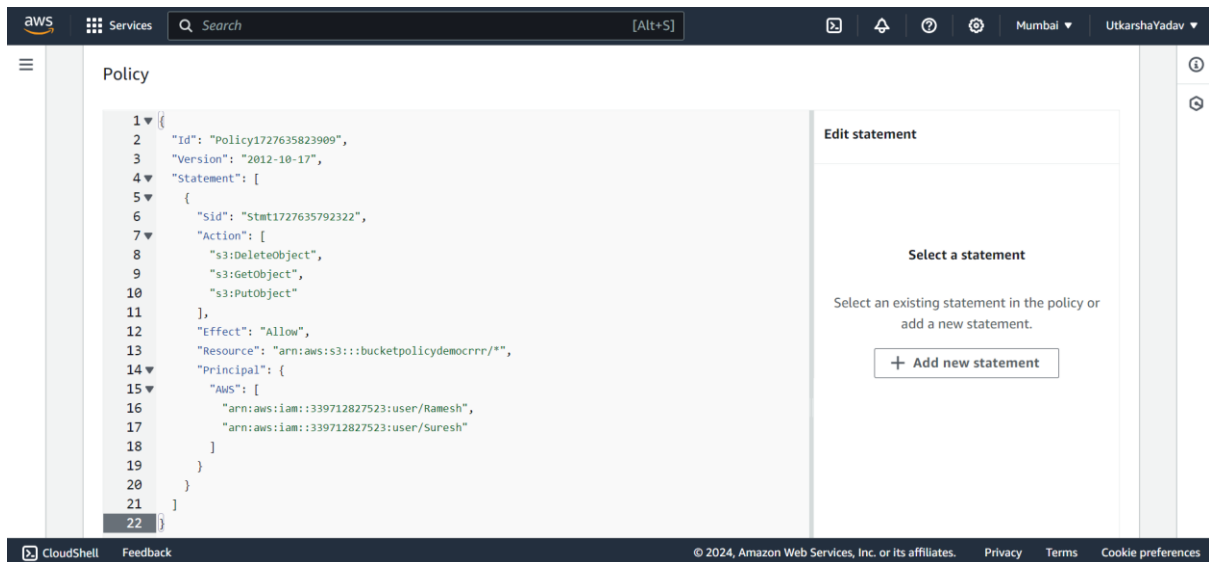 aws Services Search [Alt+S] Mumbai ▼ UtkarshaYadav ▼
Policy
1 ▼ {
2 "Id": "Policy1727635823909",
3 "Version": "2012-10-17",
4 ▼ "Statement": [
5 ▼ {
6 "Sid": "Stmt1727635792322",
7 ▼ "Action": [
8 "s3:DeleteObject",
9 "s3:GetObject",
10 "s3:PutObject"
11 ],
12 "Effect": "Allow",
13 "Resource": "arn:aws:s3:::bucketpolicydemocrrr/*",
14 ▼ "Principal": {
15 ▼ "AWS": [
16 "arn:aws:iam::339712827523:user/Ramesh",
17 "arn:aws:iam::339712827523:user/Suresh"
18 ]
19 }
20 }
21 ]
22 }
Edit statement
Select a statement
Select an existing statement in the policy or
add a new statement.
+ Add new statement
CloudShell Feedback © 2024, Amazon Web Services, Inc. or its affiliates. Privacy Terms Cookie preferences